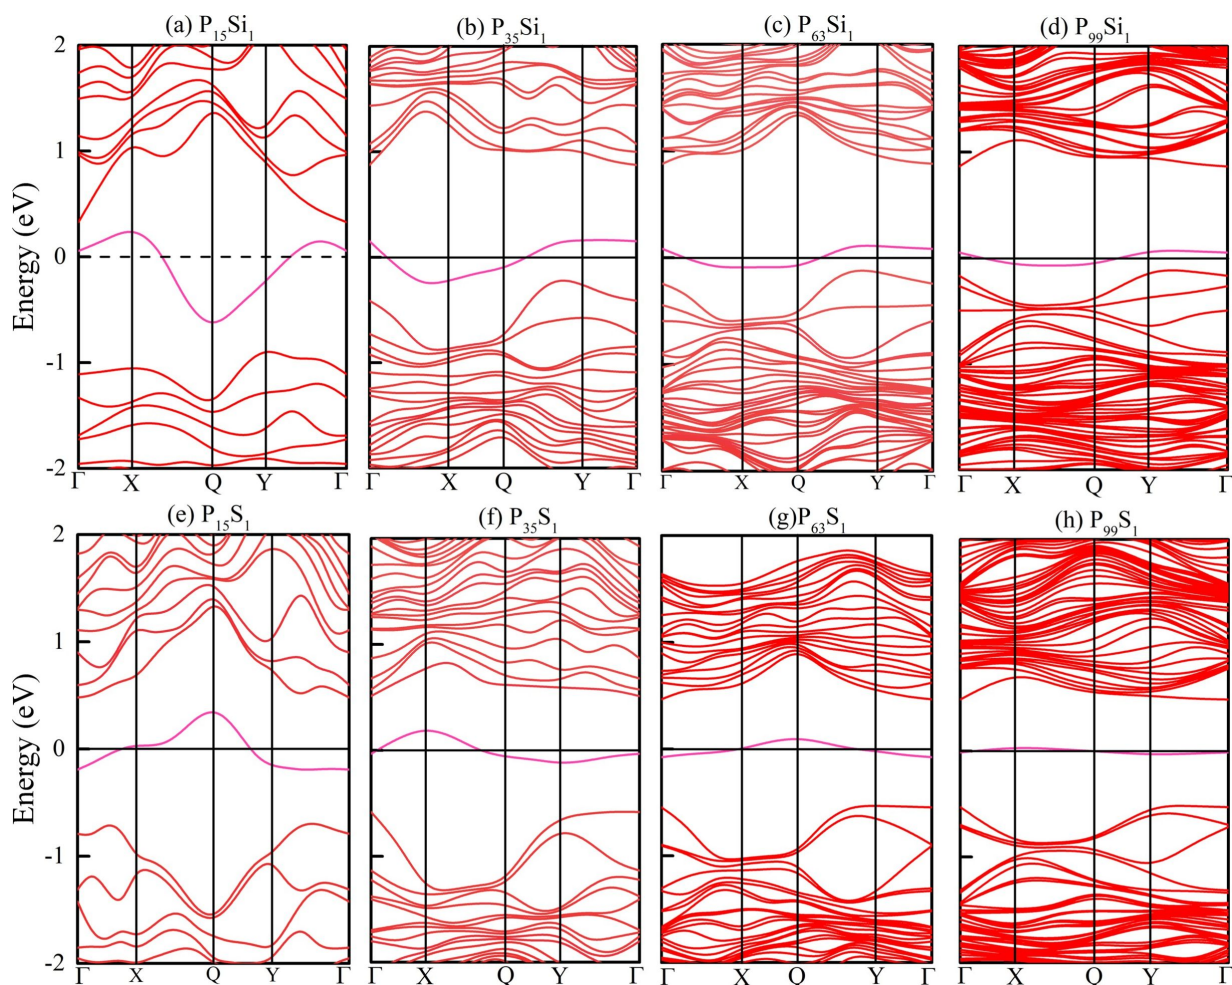 (a) P₁₅Si₁
(b) P₃₅Si₁
(c) P₆₃Si₁
(d) P₉₉Si₁
2
1
0
-1
-2
Energy (eV)
Γ X Q Y Γ
Γ X Q Y Γ
Γ X Q Y Γ
Γ X Q Y Γ
(e) P₁₅S₁
(f) P₃₅S₁
(g)P₆₃S₁
(h) P₉₉S₁
2
1
0
-1
-2
Energy (eV)
Γ X Q Y Γ
Γ X Q Y Γ
Γ X Q Y Γ
Γ X Q Y Γ